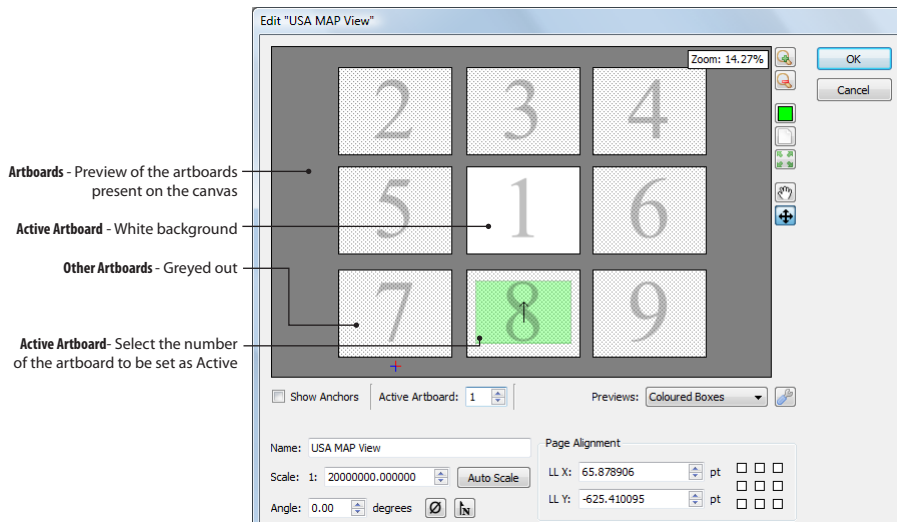 Edit "USA MAP View"
Zoom: 14.27%
OK
Cancel
2 3 4
5 1 6
7 8 9
Artboards - Preview of the artboards
present on the canvas
Active Artboard - White background
Other Artboards - Greyed out
Active Artboard- Select the number
of the artboard to be set as Active
Show Anchors Active Artboard: 1 Previews: Coloured Boxes
Name: USA MAP View
Scale: 1: 20000000.000000 Auto Scale
Angle: 0.00 degrees Ø N
Page Alignment
LL X: 65.878906 pt
LL Y: -625.410095 pt